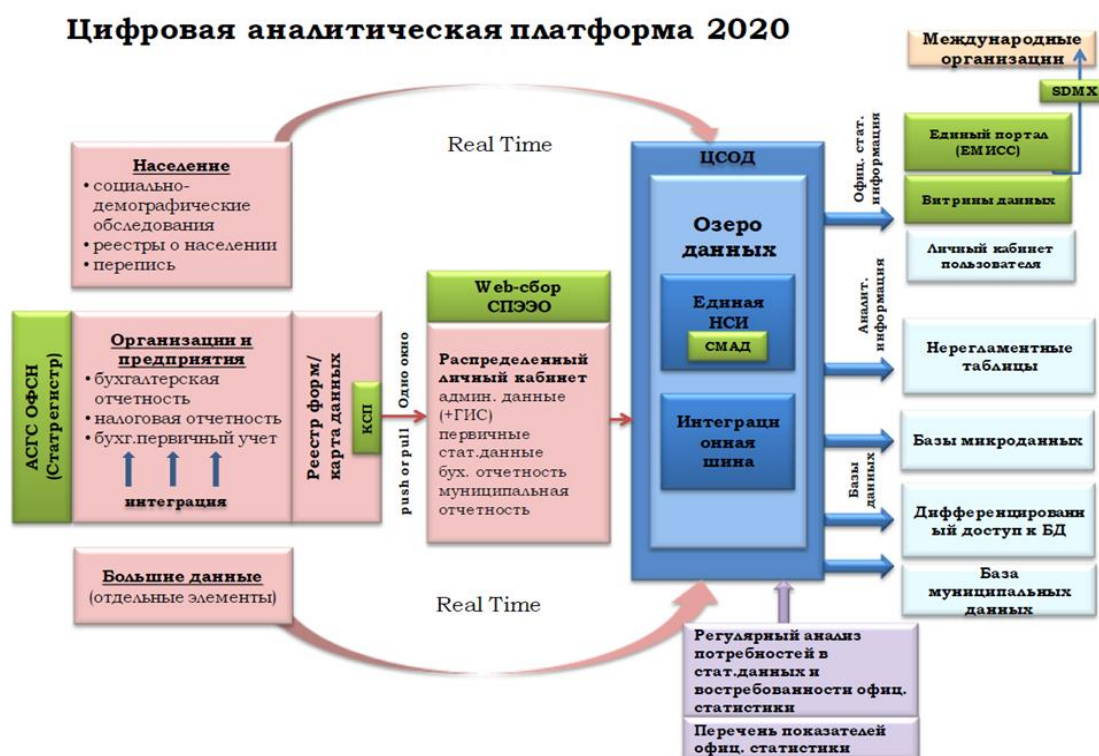 Цифровая аналитическая платформа 2020
Международные
организации
SDMX
Real Time
Население
• социально-
демографические
обследования
• реестры о населении
• перепись
АСГС ОФСН
(Статрегистр)
Организации и
предприятия
• бухгалтерская
отчетность
• налоговая отчетность
• бухг.первичный учет
интеграция
Реестр форм/
карта данных
КСП
push or pull
Одно окно
Web-сбор
СПЭЭО
Распределенный
личный кабинет
админ. данные
(+ГИС)
первичные
стат.данные
бух. отчетность
муниципальная
отчетность
ЦСОД
Озеро
данных
Единая
НСИ
СМАД
Интеграци
онная
шина
Офиц. стат.
информация
Аналит.
информация
Базы
данных
Единый портал
(ЕМИСС)
Витрины данных
Личный кабинет
пользователя
Нерегламентные
таблицы
Базы микроданных
Дифференцированн
ый доступ к БД
База
муниципальных
данных
Большие данные
(отдельные элементы)
Real Time
Регулярный анализ
потребностей в
стат.данных и
востребованности офиц.
статистики
Перечень показателей
офиц. статистики